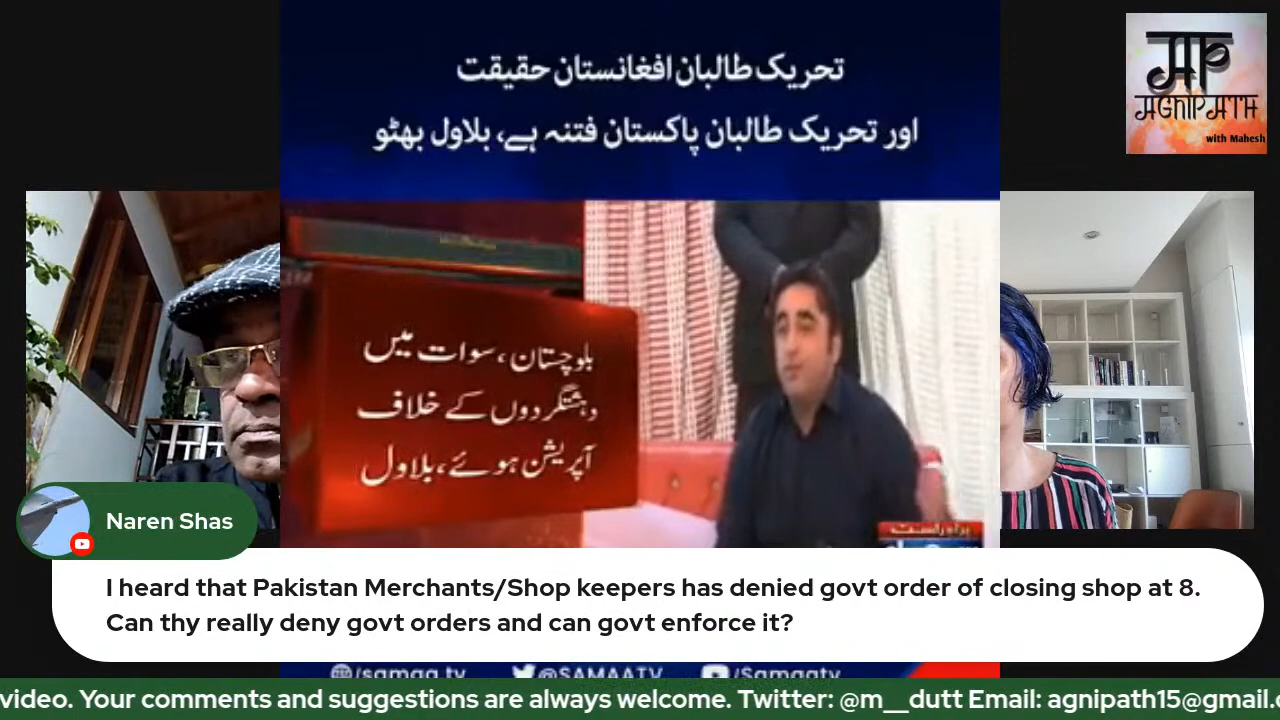 تحریک طالبان افغانستان حقیقت
اور تحریک طالبان پاکستان فتنہ ہے، بلاول بھٹو
AP
AGNIPATH
with Mahesh
بلوچستان، سوات میں
دہشتگردوں کے خلاف
آپریشن ہوئے، بلاول
براہ راست
Naren Shas
I heard that Pakistan Merchants/Shop keepers has denied govt order of closing shop at 8.
Can thy really deny govt orders and can govt enforce it?
/samaa.tv @SAMAATV /Samaatv
video. Your comments and suggestions are always welcome. Twitter: @m__dutt Email: agnipath15@gmail.